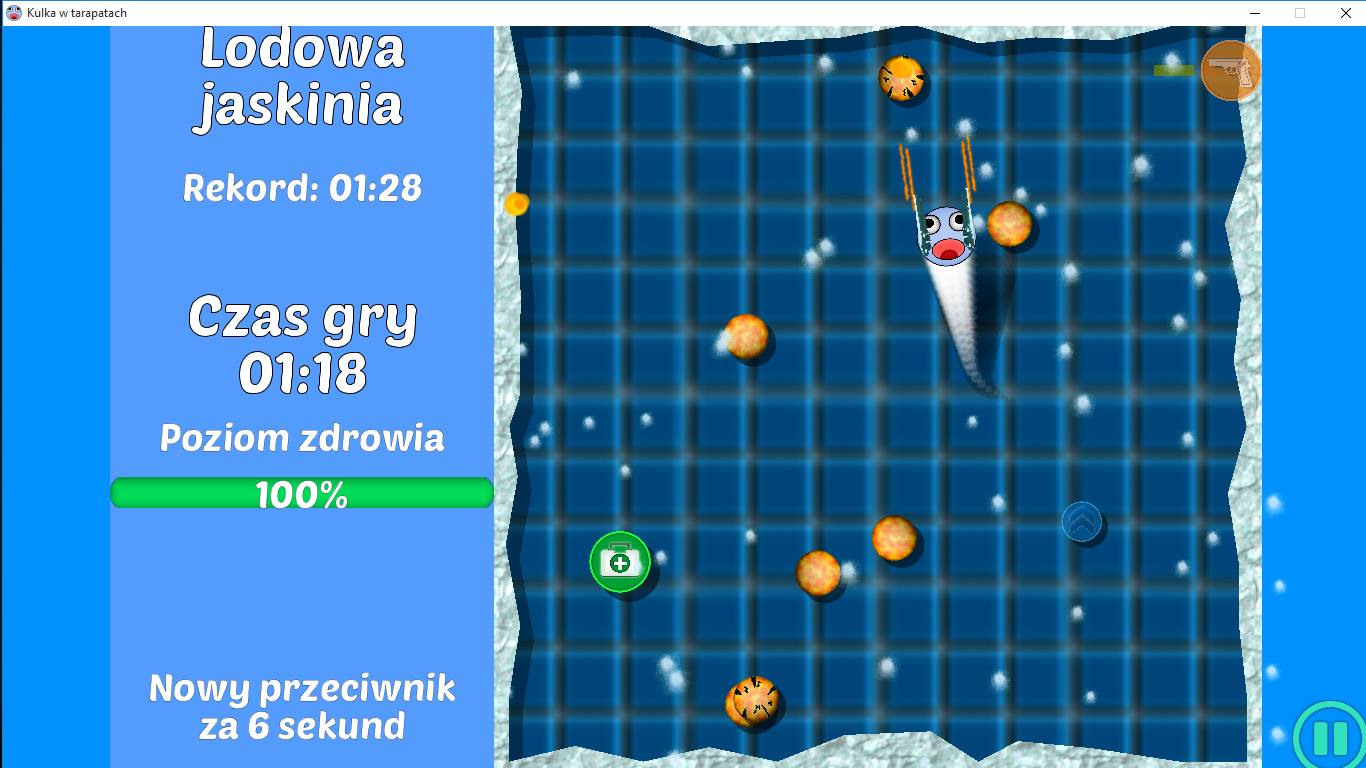 Kulka w tarapatach
Lodowa
jaskinia
Rekord: 01:28
Czas gry
01:18
Poziom zdrowia
100%
Nowy przeciwnik
za 6 sekund